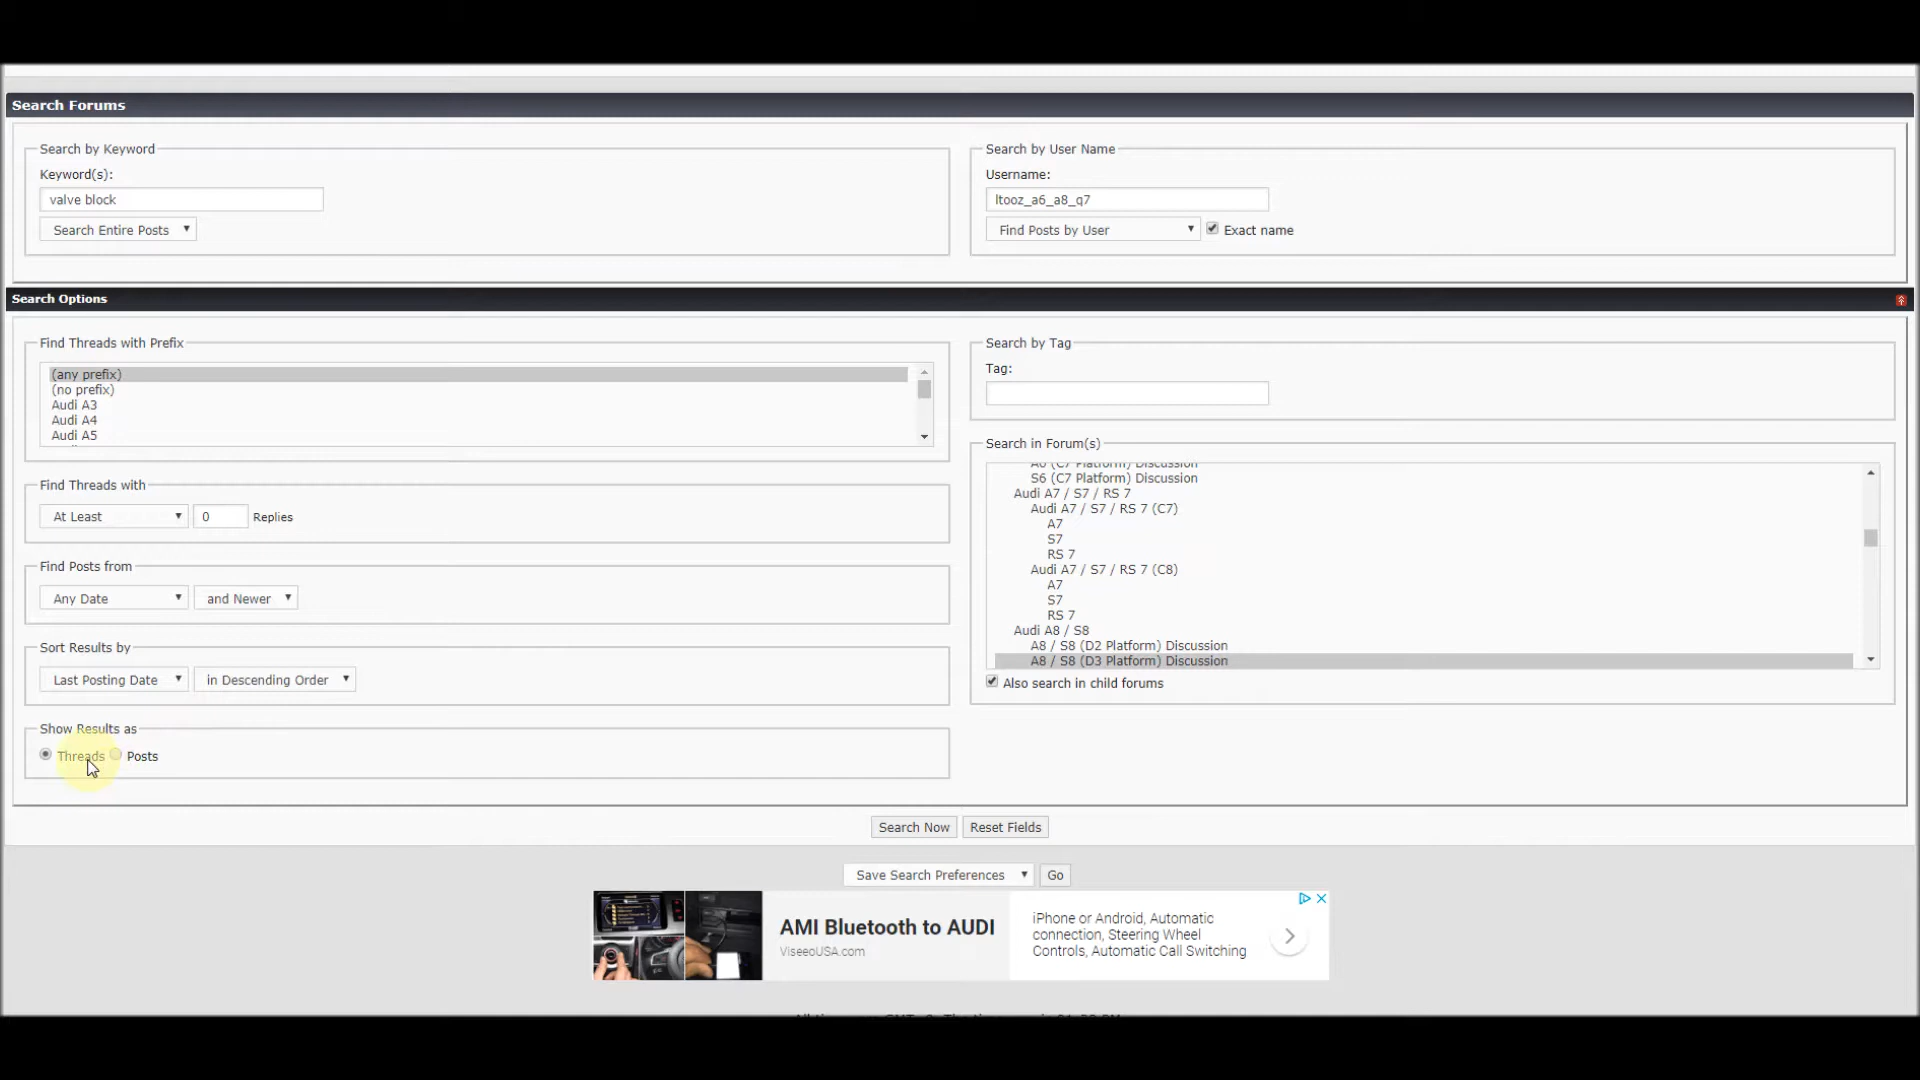 Search Forums
Search by Keyword
Keyword(s):
valve block
Search Entire Posts
Search by User Name
Username:
ltooz_a6_a8_q7
Find Posts by User
Exact name
Search Options
Find Threads with Prefix
(any prefix)
(no prefix)
Audi A3
Audi A4
Audi A5
Find Threads with
At Least
0
Replies
Find Posts from
Any Date
and Newer
Sort Results by
Last Posting Date
in Descending Order
Show Results as
Threads
Posts
Search by Tag
Tag:
Search in Forum(s)
A6 (C7 Platform) Discussion
S6 (C7 Platform) Discussion
Audi A7 / S7 / RS 7
Audi A7 / S7 / RS 7 (C7)
A7
S7
RS 7
Audi A7 / S7 / RS 7 (C8)
A7
S7
RS 7
Audi A8 / S8
A8 / S8 (D2 Platform) Discussion
A8 / S8 (D3 Platform) Discussion
Also search in child forums
Search Now
Reset Fields
Save Search Preferences
Go
AMI Bluetooth to AUDI
ViseeoUSA.com
iPhone or Android, Automatic
connection, Steering Wheel
Controls, Automatic Call Switching